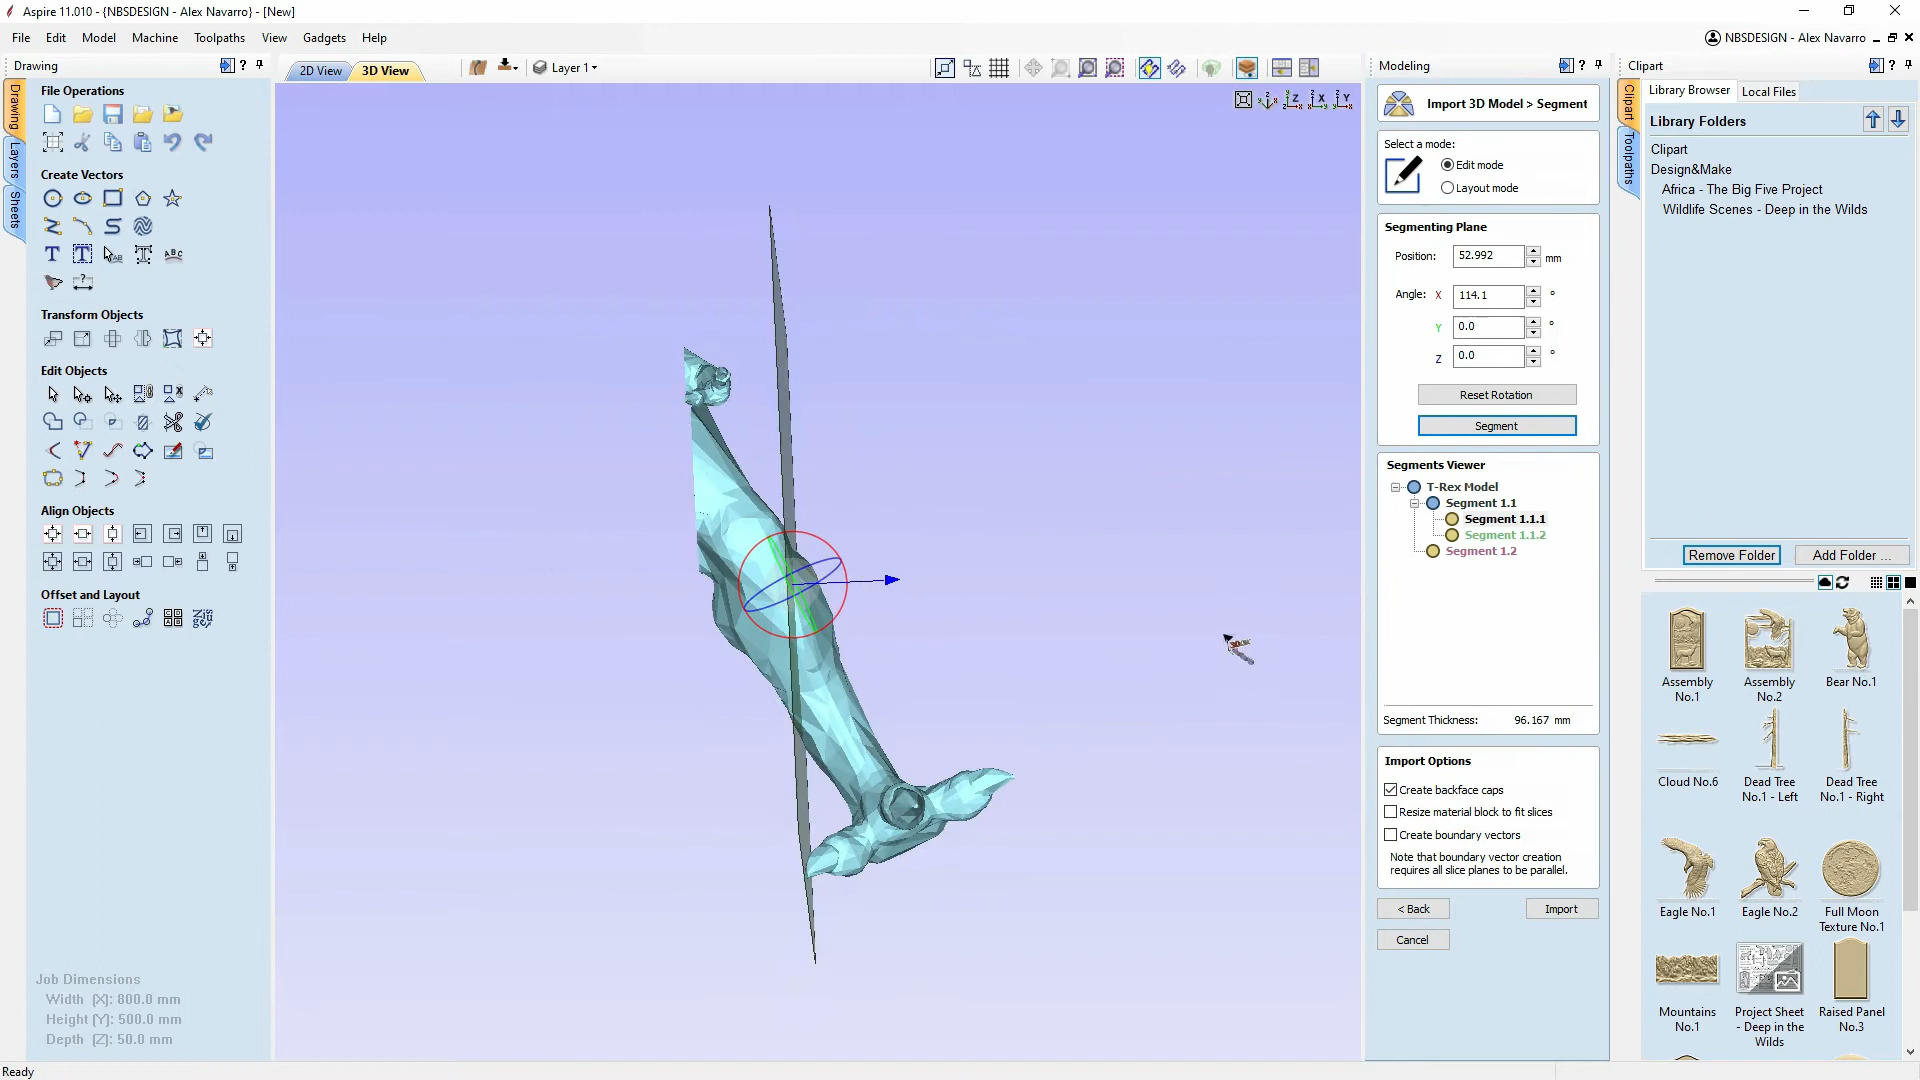 Aspire 11.010 - {NBSDESIGN - Alex Navarro} - [New]
File Edit Model Machine Toolpaths View Gadgets Help
NBSDESIGN - Alex Navarro
Drawing
Drawing
Layers
Sheets
File Operations
Create Vectors
Transform Objects
Edit Objects
Align Objects
Offset and Layout
Job Dimensions
Width (X): 800.0 mm
Height (Y): 500.0 mm
Depth (Z): 50.0 mm
Ready
2D View
3D View
Layer 1
Modeling
Import 3D Model > Segment
Select a mode:
Edit mode
Layout mode
Segmenting Plane
Position: 52.992 mm
Angle: X 114.1 °
Y 0.0 °
Z 0.0 °
Reset Rotation
Segment
Segments Viewer
T-Rex Model
Segment 1.1
Segment 1.1.1
Segment 1.1.2
Segment 1.2
Segment Thickness: 96.167 mm
Import Options
Create backface caps
Resize material block to fit slices
Create boundary vectors
Note that boundary vector creation
requires all slice planes to be parallel.
< Back
Import
Cancel
Clipart
Clipart
Toolpaths
Library Browser
Local Files
Library Folders
Clipart
Design&Make
Africa - The Big Five Project
Wildlife Scenes - Deep in the Wilds
Remove Folder
Add Folder ...
Assembly
No.1
Assembly
No.2
Bear No.1
Cloud No.6
Dead Tree
No.1 - Left
Dead Tree
No.1 - Right
Eagle No.1
Eagle No.2
Full Moon
Texture No.1
Mountains
No.1
Project Sheet
- Deep in the
Wilds
Raised Panel
No.3